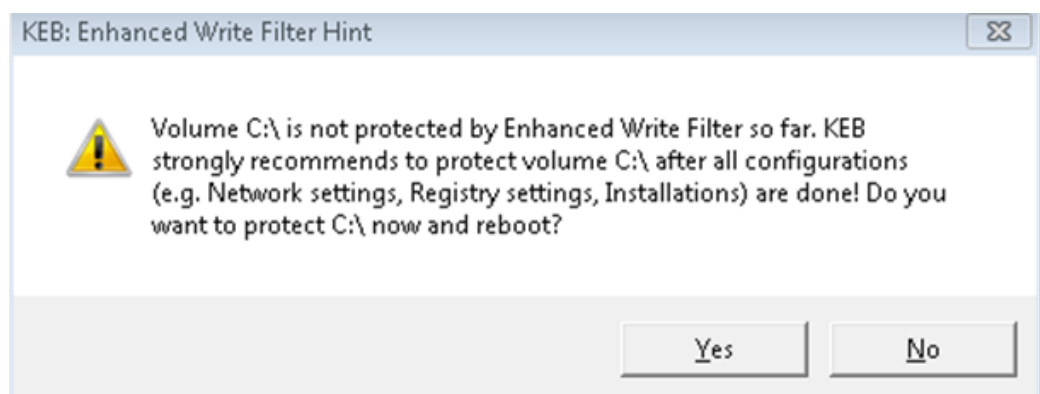 KEB: Enhanced Write Filter Hint
Volume C:\ is not protected by Enhanced Write Filter so far. KEB
strongly recommends to protect volume C:\ after all configurations
(e.g. Network settings, Registry settings, Installations) are done! Do you
want to protect C:\ now and reboot?
Yes
No